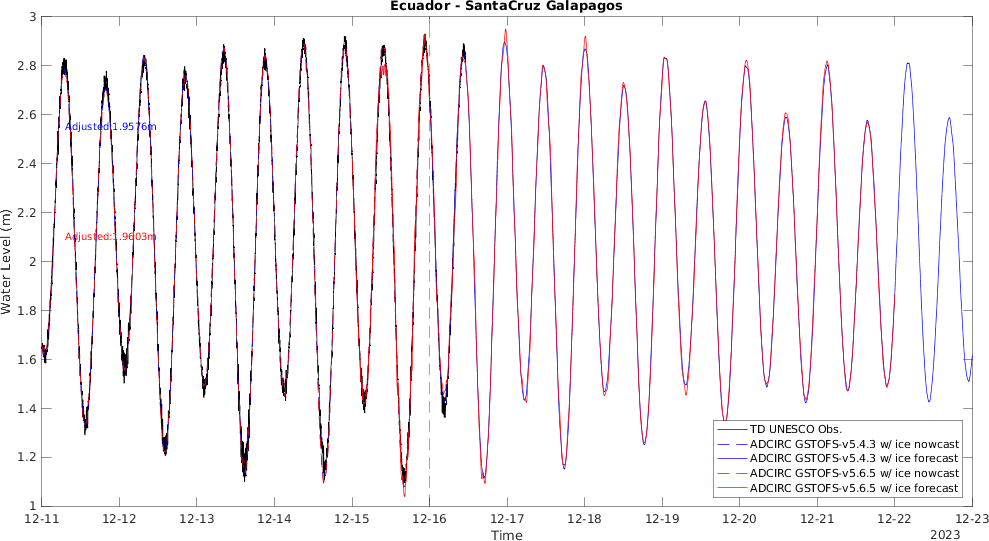 Ecuador - SantaCruz Galapagos
3
2.8
2.6
2.4
2.2
2
1.8
1.6
1.4
1.2
1
Water Level (m)
Adjusted:1.9576m
Adjusted:1.9603m
TD UNESCO Obs.
ADCIRC GSTOFS-v5.4.3 w/ ice nowcast
ADCIRC GSTOFS-v5.4.3 w/ ice forecast
ADCIRC GSTOFS-v5.6.5 w/ ice nowcast
ADCIRC GSTOFS-v5.6.5 w/ ice forecast
12-11 12-12 12-13 12-14 12-15 12-16 12-17 12-18 12-19 12-20 12-21 12-22 12-23
Time
2023